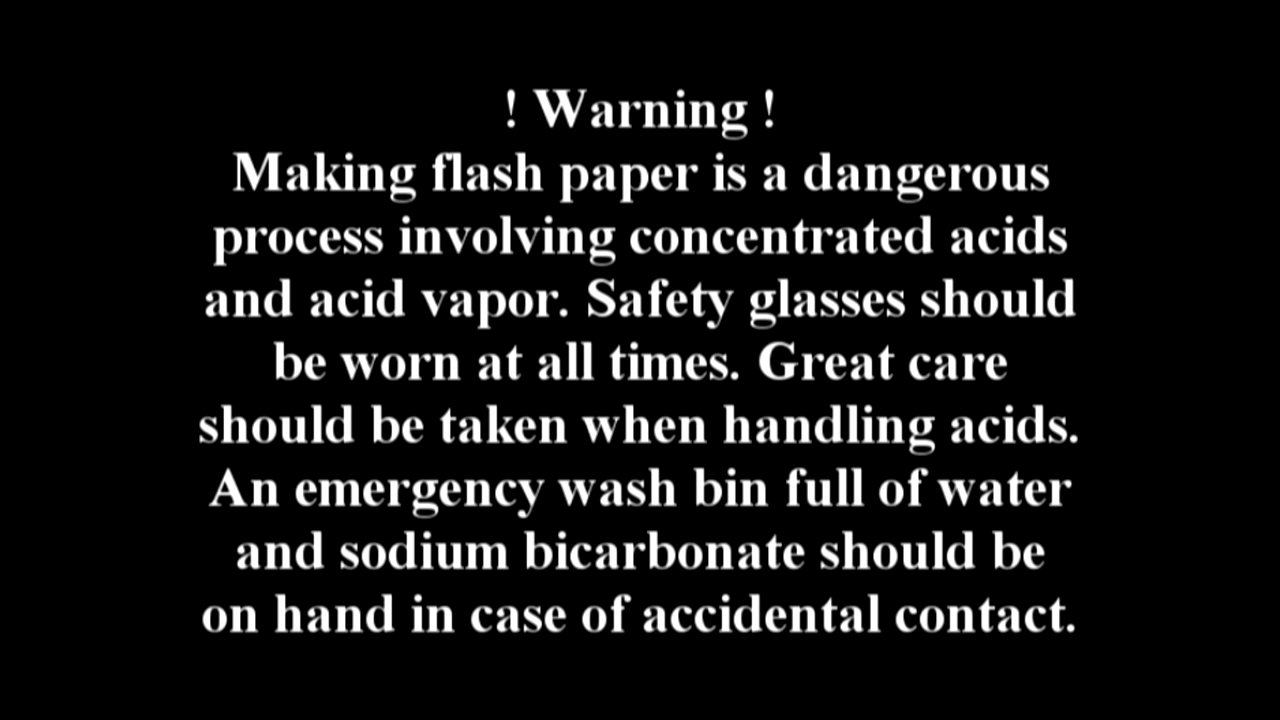 ! Warning !
Making flash paper is a dangerous
process involving concentrated acids
and acid vapor. Safety glasses should
be worn at all times. Great care
should be taken when handling acids.
An emergency wash bin full of water
and sodium bicarbonate should be
on hand in case of accidental contact.